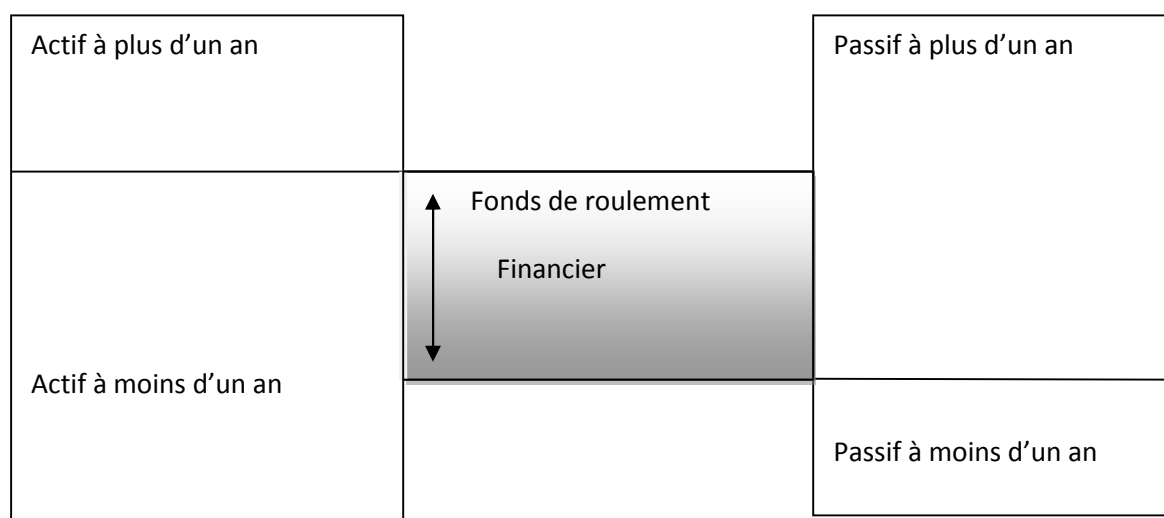 Actif à plus d’un an
Passif à plus d’un an
Fonds de roulement
Financier
Actif à moins d’un an
Passif à moins d’un an